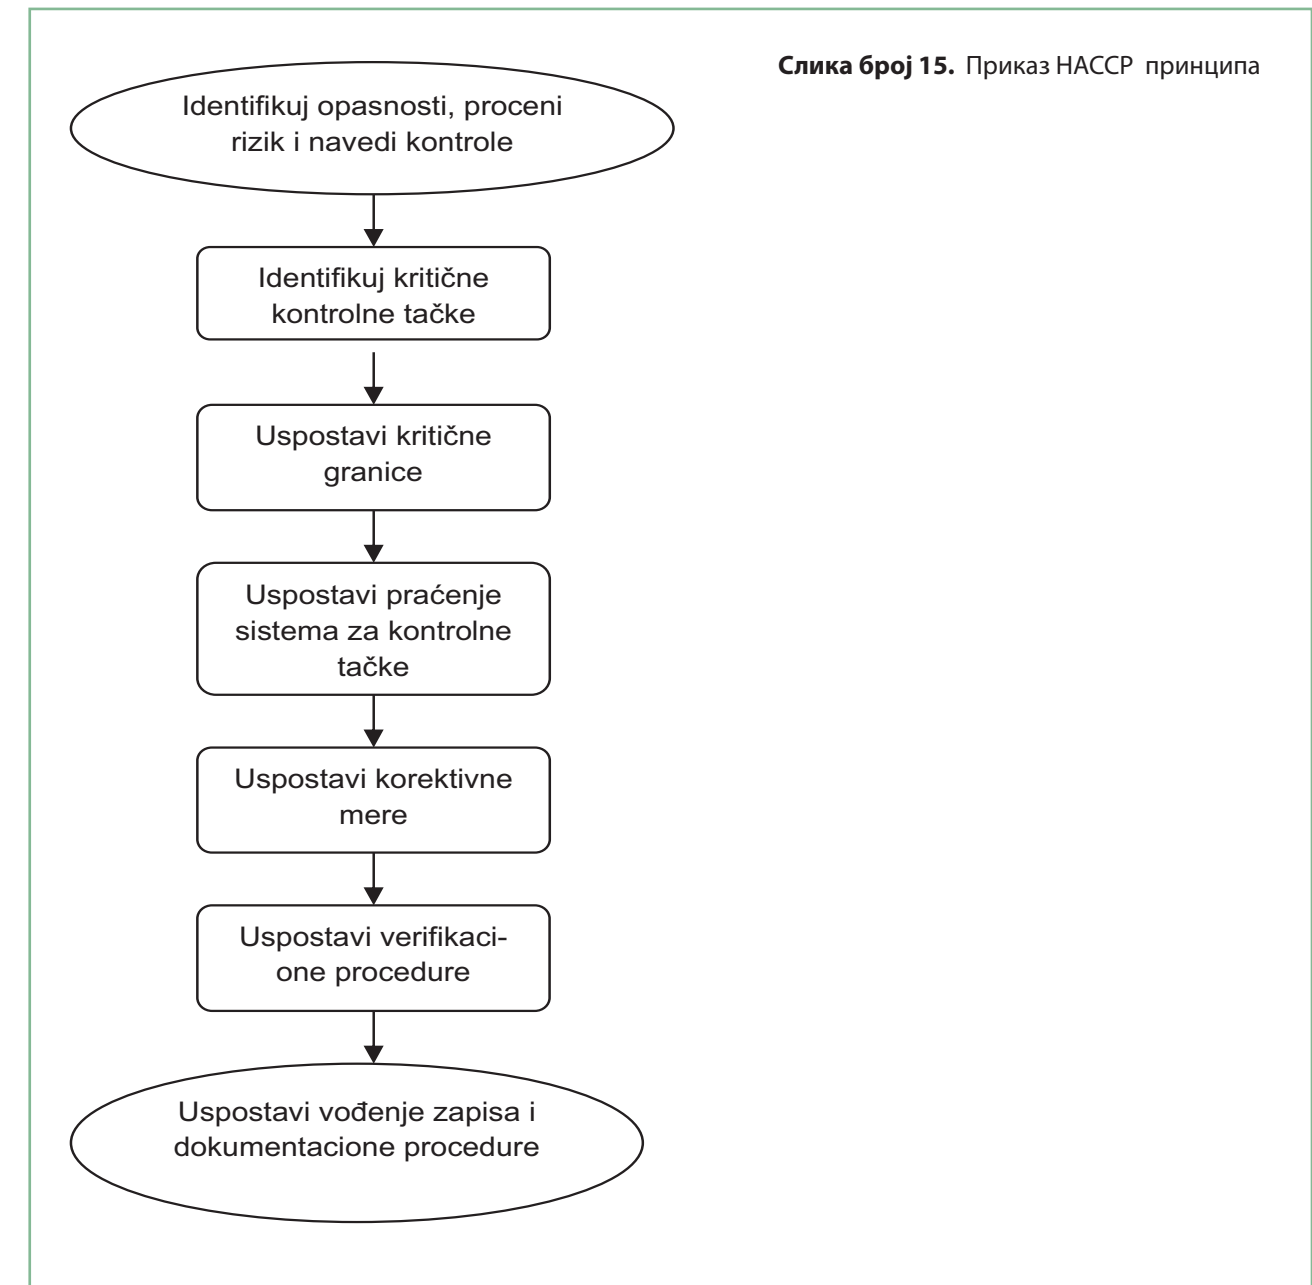 Слика број 15. Приказ HACCP принципа
Identifikuj opasnosti, proceni
rizik i navedi kontrole
Identifikuj kritične
kontrolne tačke
Uspostavi kritične
granice
Uspostavi praćenje
sistema za kontrolne
tačke
Uspostavi korektivne
mere
Uspostavi verifikaci-
one procedure
Uspostavi vođenje zapisa i
dokumentacione procedure